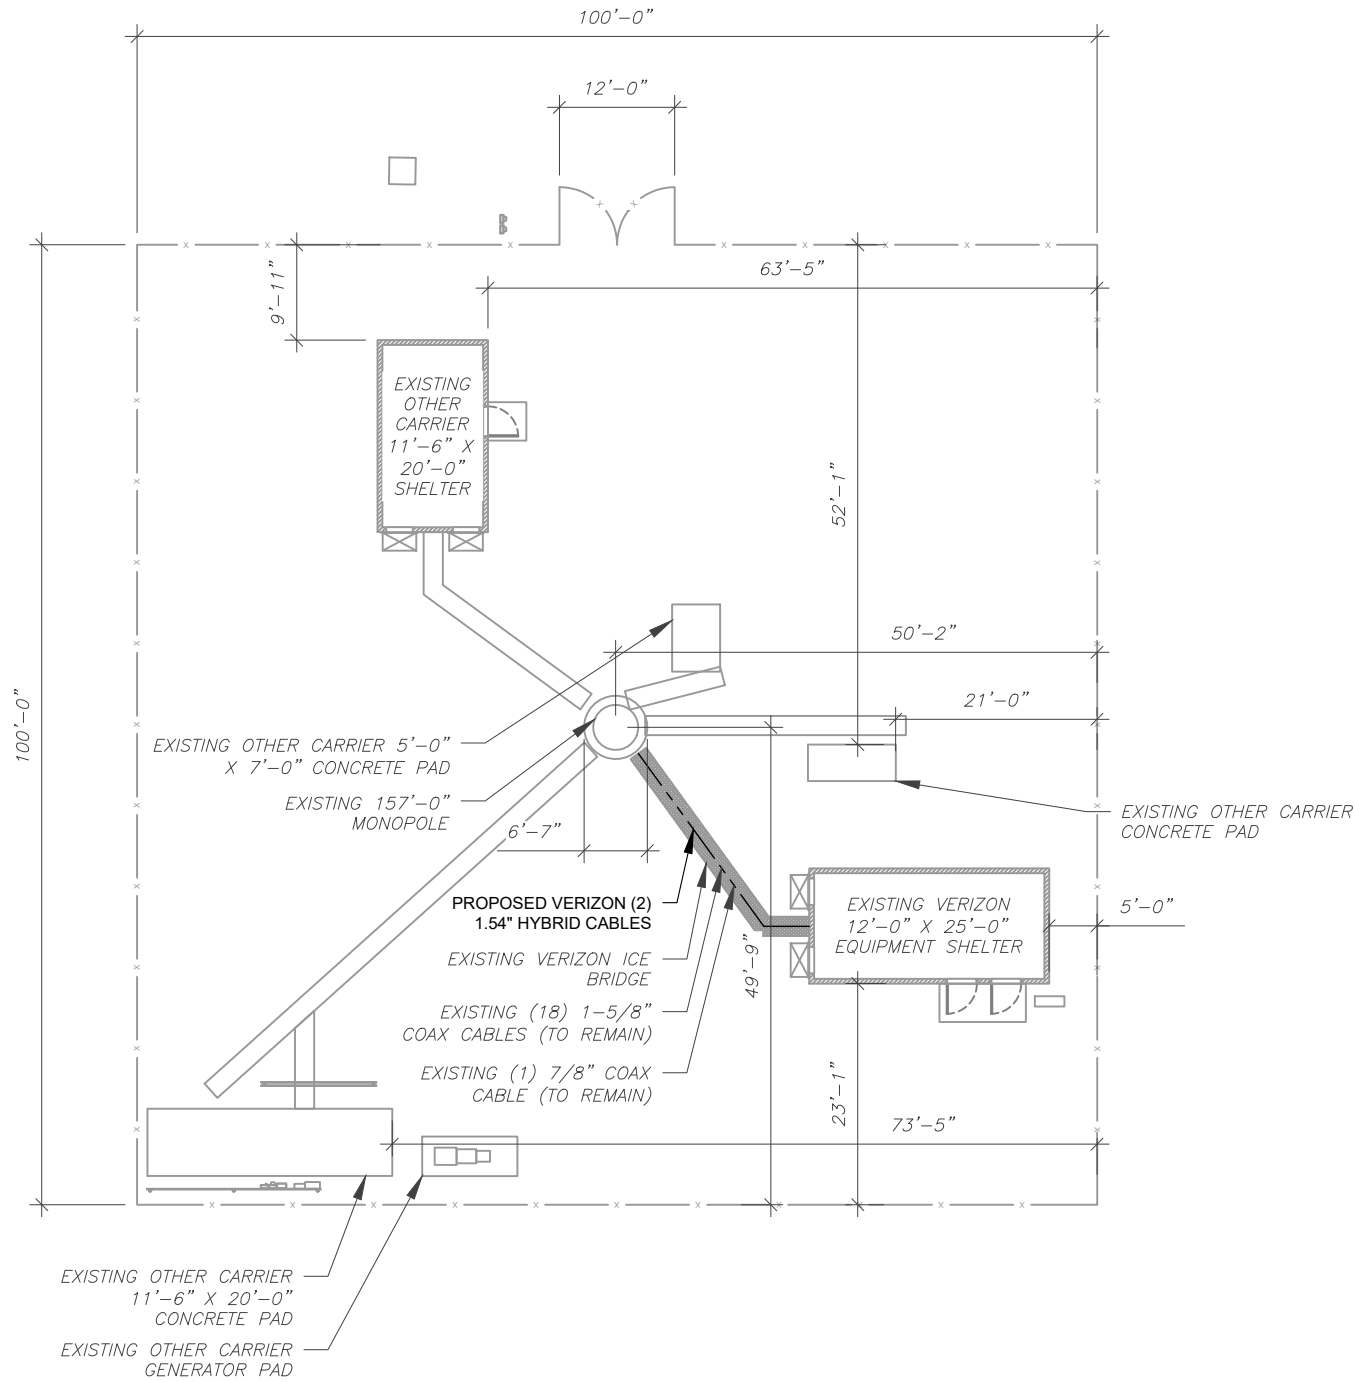 100'-0"
12'-0"
63'-5"
9'-11"
EXISTING
OTHER
CARRIER
11'-6" X
20'-0"
SHELTER
52'-1"
50'-2"
21'-0"
100'-0"
EXISTING OTHER CARRIER 5'-0"
X 7'-0" CONCRETE PAD
EXISTING 157'-0"
MONOPOLE
6'-7"
EXISTING OTHER CARRIER
CONCRETE PAD
PROPOSED VERIZON (2)
1.54" HYBRID CABLES
EXISTING VERIZON
12'-0" X 25'-0"
EQUIPMENT SHELTER
5'-0"
EXISTING VERIZON ICE
BRIDGE
49'-9"
EXISTING (18) 1-5/8"
COAX CABLES (TO REMAIN)
EXISTING (1) 7/8" COAX
CABLE (TO REMAIN)
23'-1"
73'-5"
EXISTING OTHER CARRIER
11'-6" X 20'-0"
CONCRETE PAD
EXISTING OTHER CARRIER
GENERATOR PAD